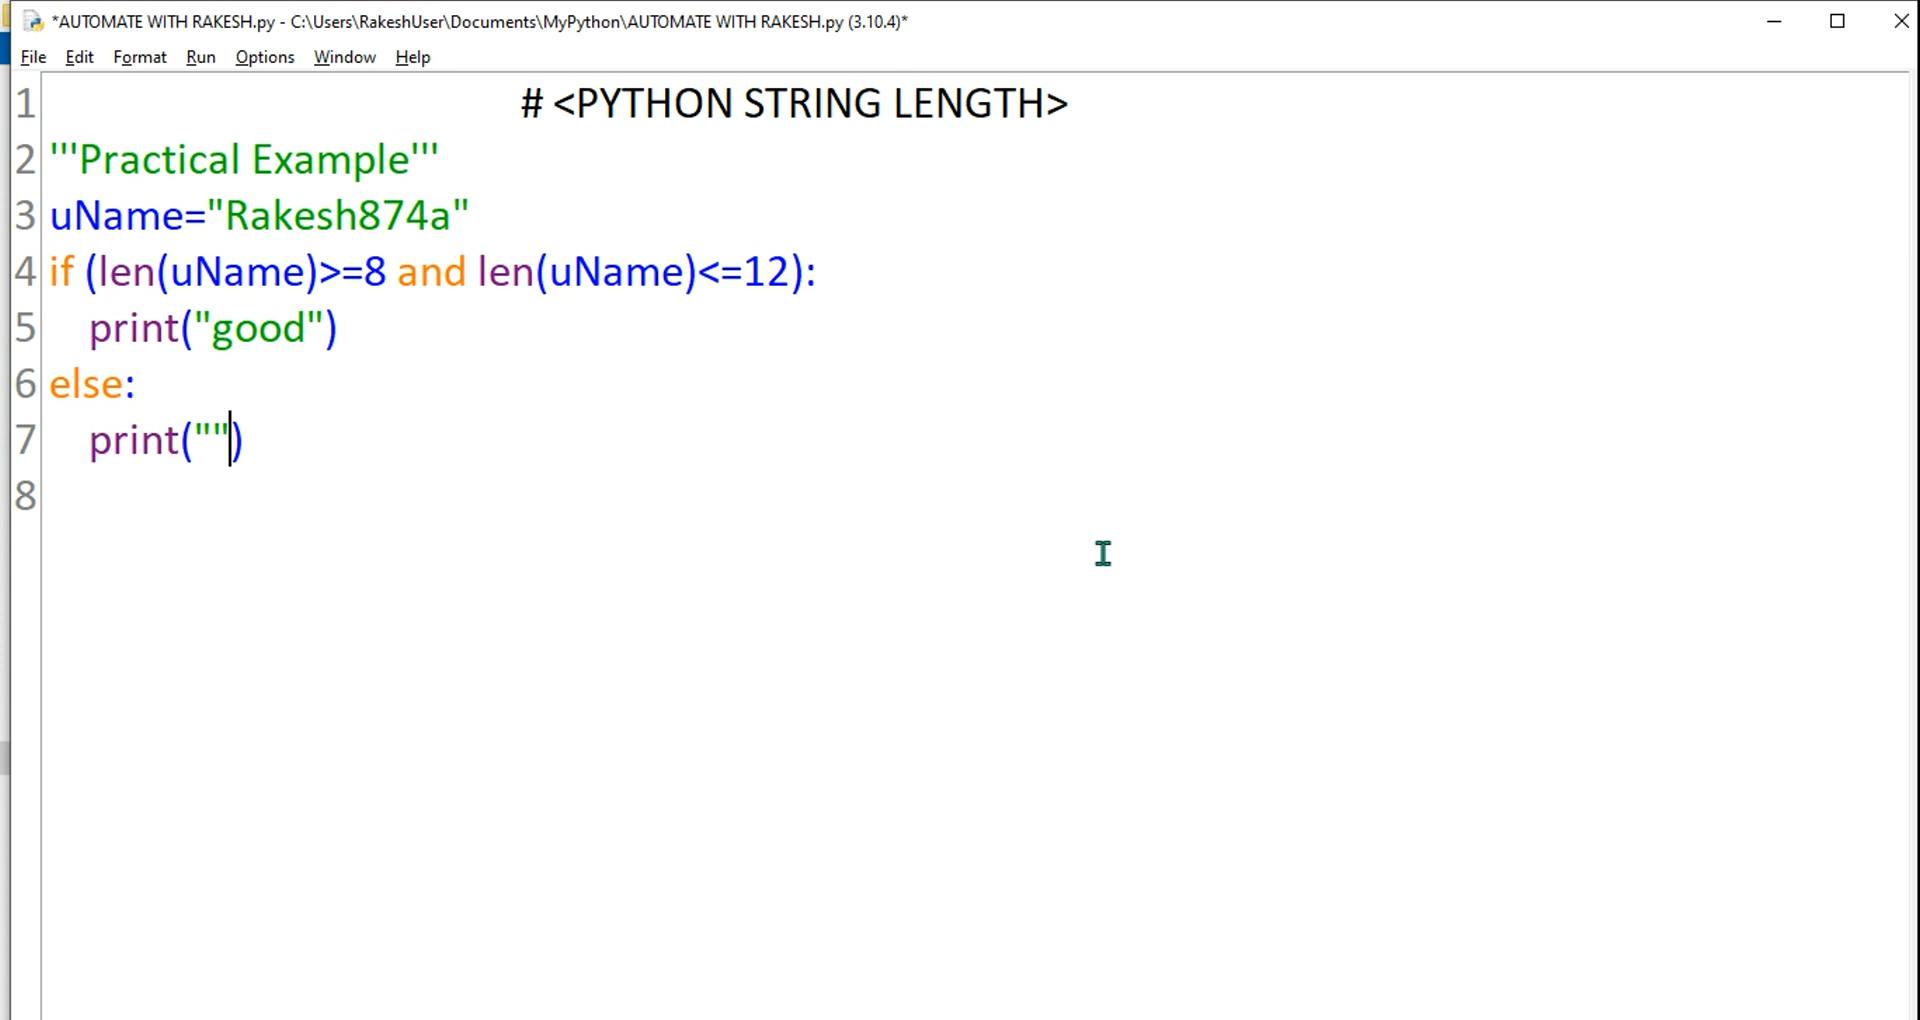 *AUTOMATE WITH RAKESH.py - C:\Users\RakeshUser\Documents\MyPython\AUTOMATE WITH RAKESH.py (3.10.4)*
File Edit Format Run Options Window Help
1 # <PYTHON STRING LENGTH>
2 '''Practical Example'''
3 uName="Rakesh874a"
4 if (len(uName)>=8 and len(uName)<=12):
5     print("good")
6 else:
7     print("")
8